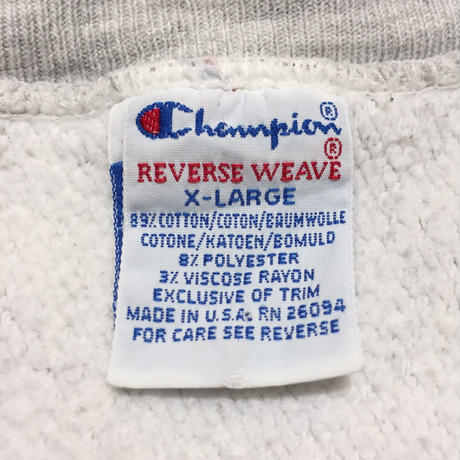 Champion®
REVERSE WEAVE®
X-LARGE
89% COTTON/COTON/BAUMWOLLE
COTONE/KATOEN/BOMULD
8% POLYESTER
3% VISCOSE RAYON
EXCLUSIVE OF TRIM
MADE IN U.S.A. RN 26094
FOR CARE SEE REVERSE